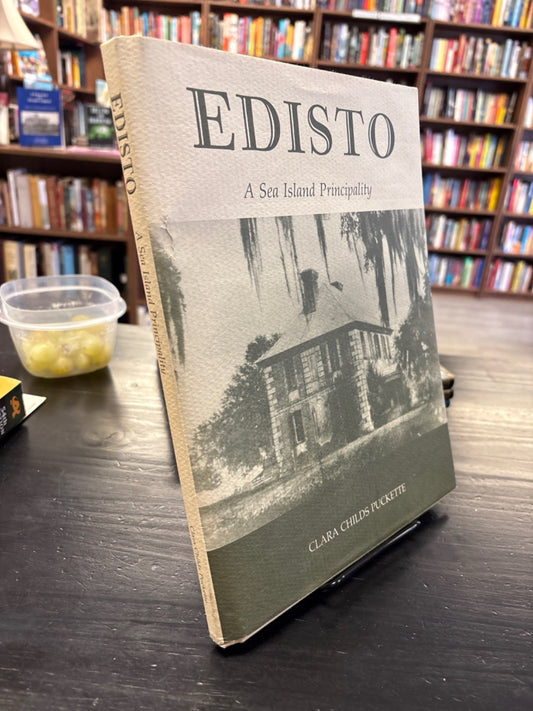 EDISTO
A Sea Island Principality
CLARA CHILDS PUCKETTE
EDISTO
A Sea Island Principality